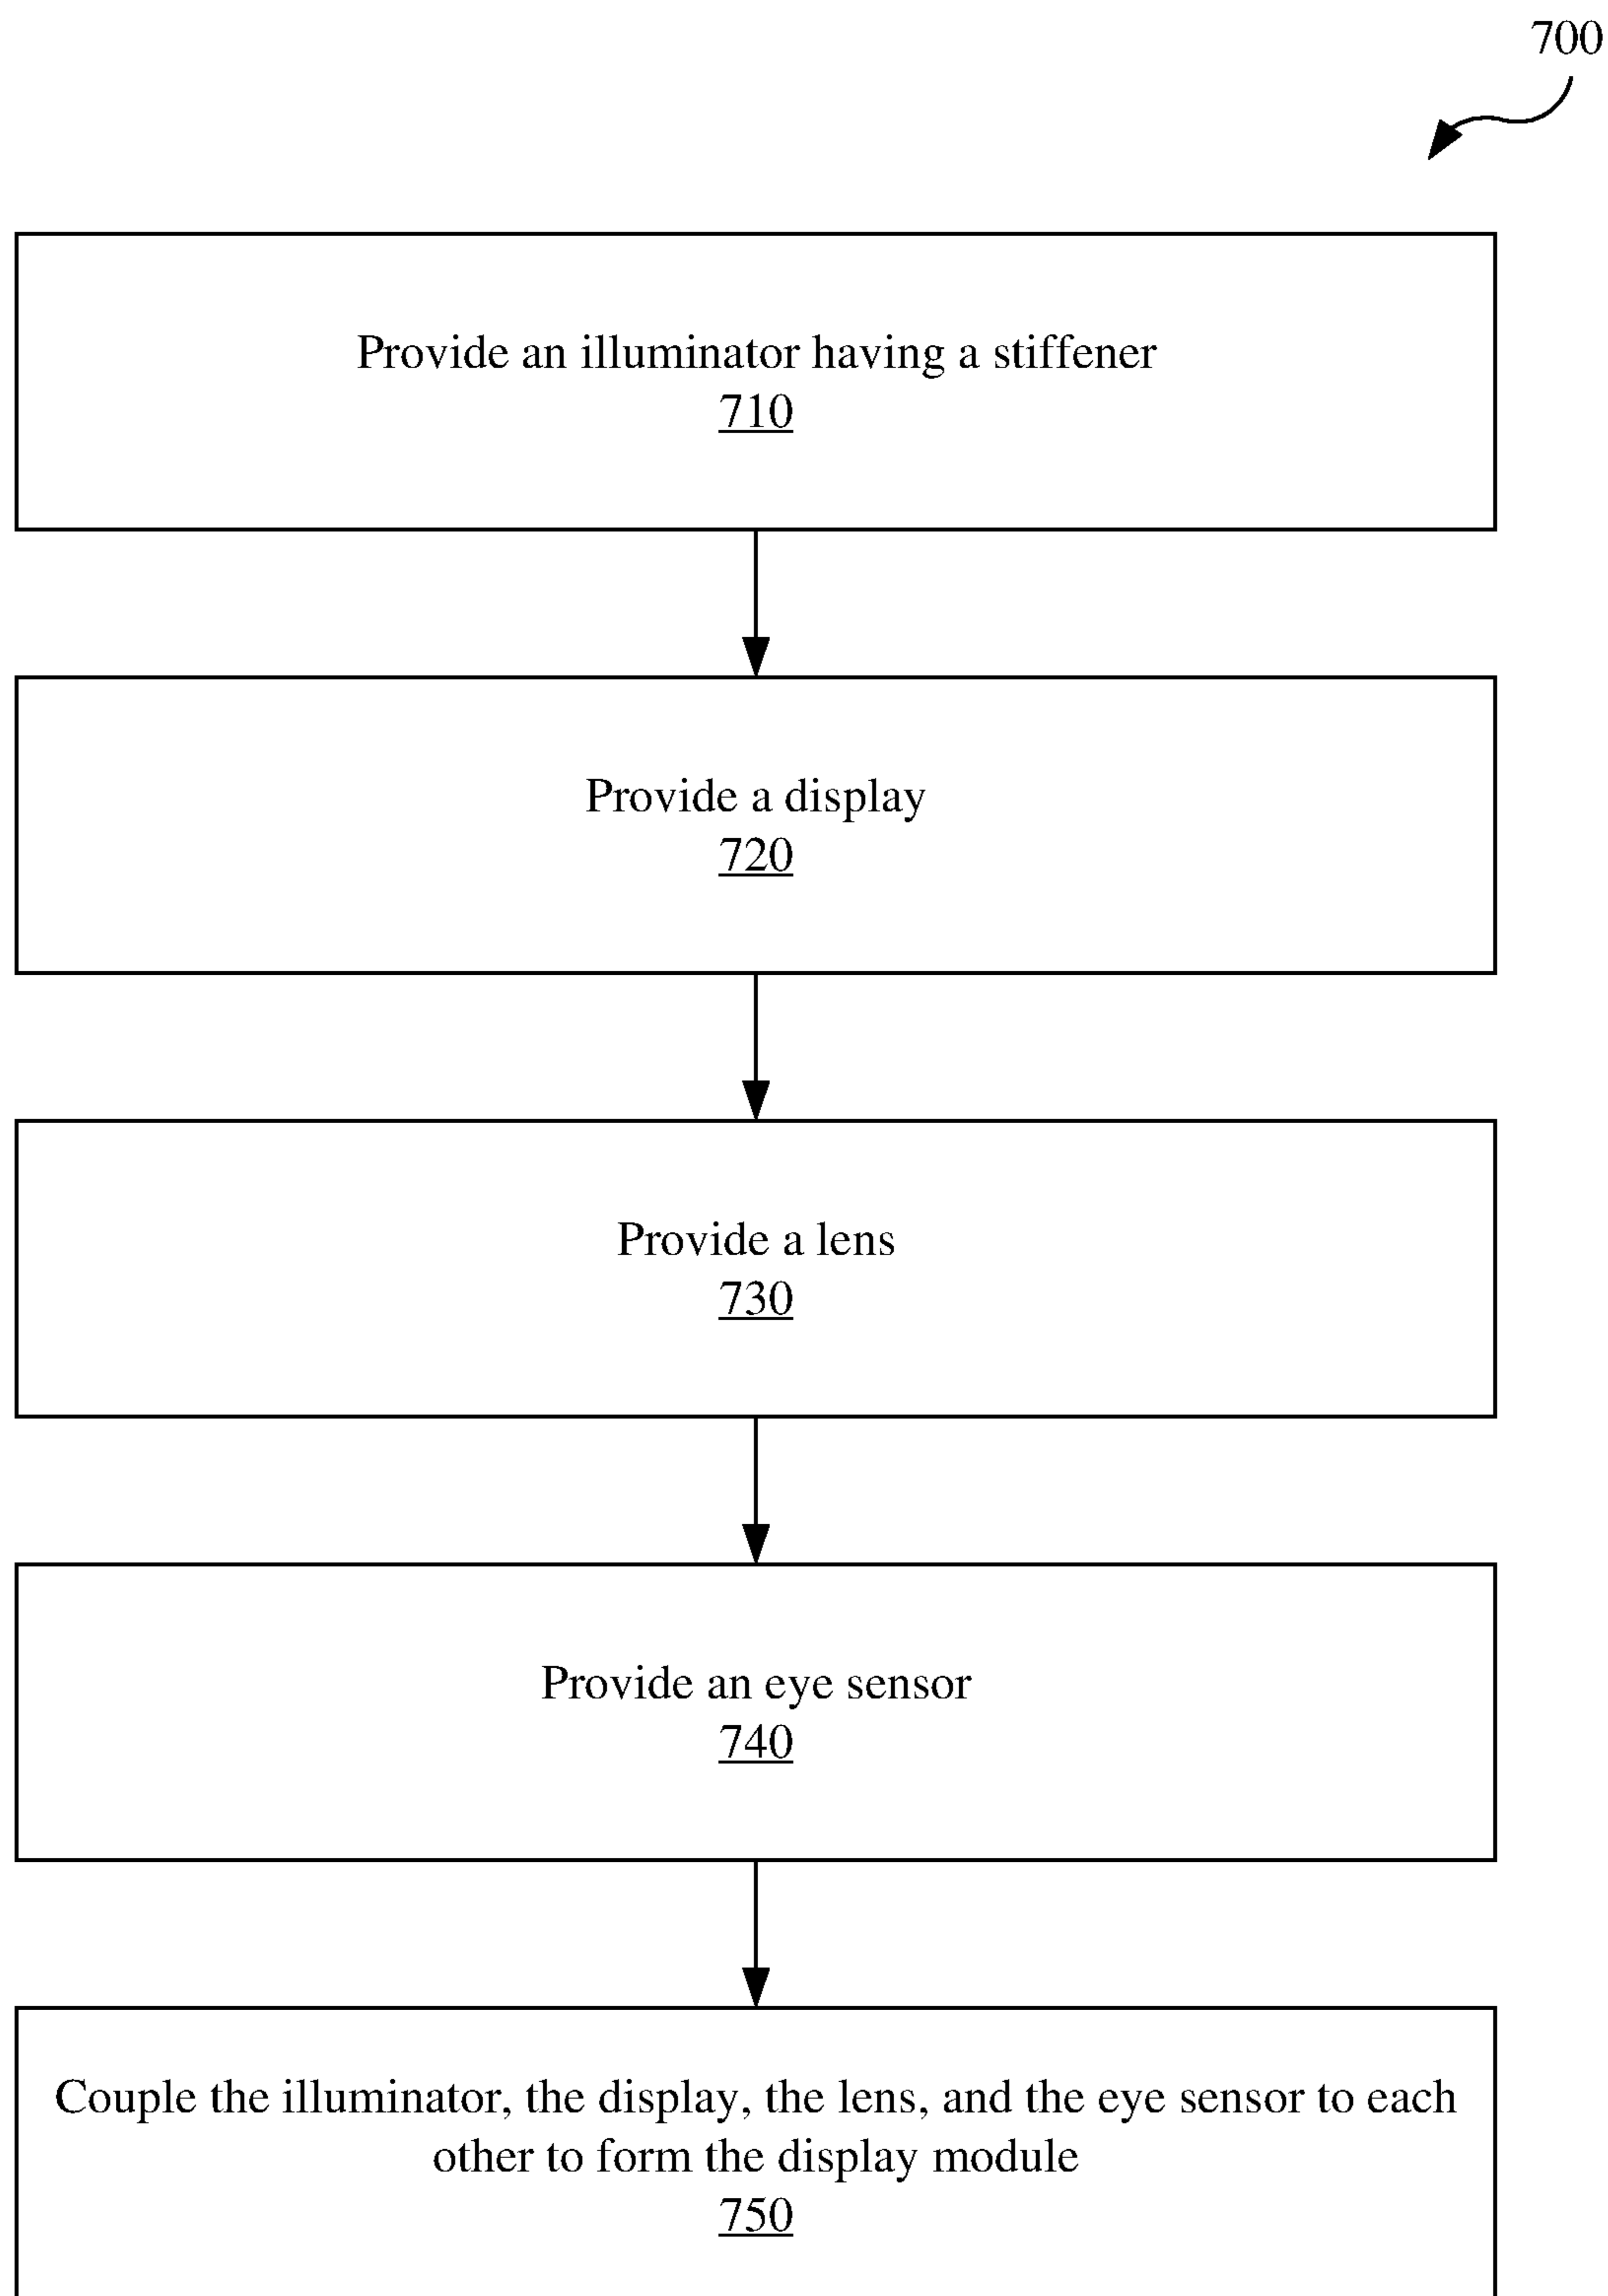 700
Provide an illuminator having a stiffener
710
Provide a display
720
Provide a lens
730
Provide an eye sensor
740
Couple the illuminator, the display, the lens, and the eye sensor to each
other to form the display module
750